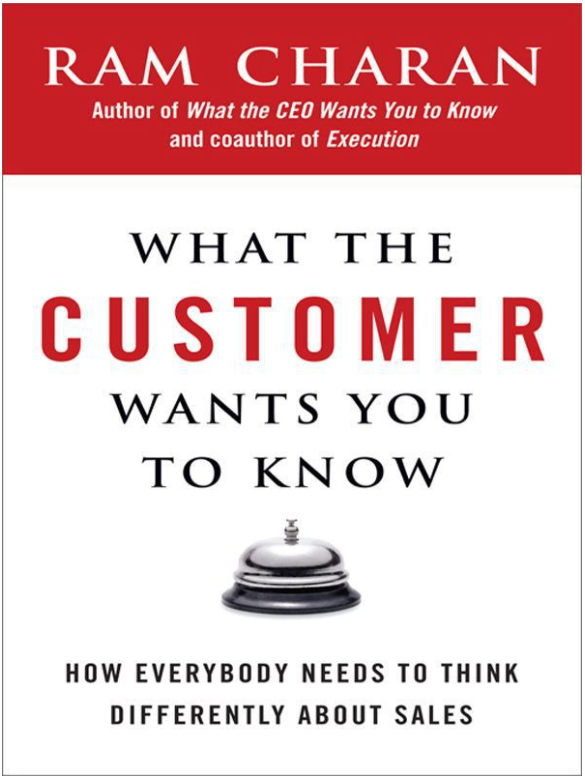 RAM CHARAN
Author of What the CEO Wants You to Know
and coauthor of Execution
WHAT THE
CUSTOMER
WANTS YOU
TO KNOW
HOW EVERYBODY NEEDS TO THINK
DIFFERENTLY ABOUT SALES